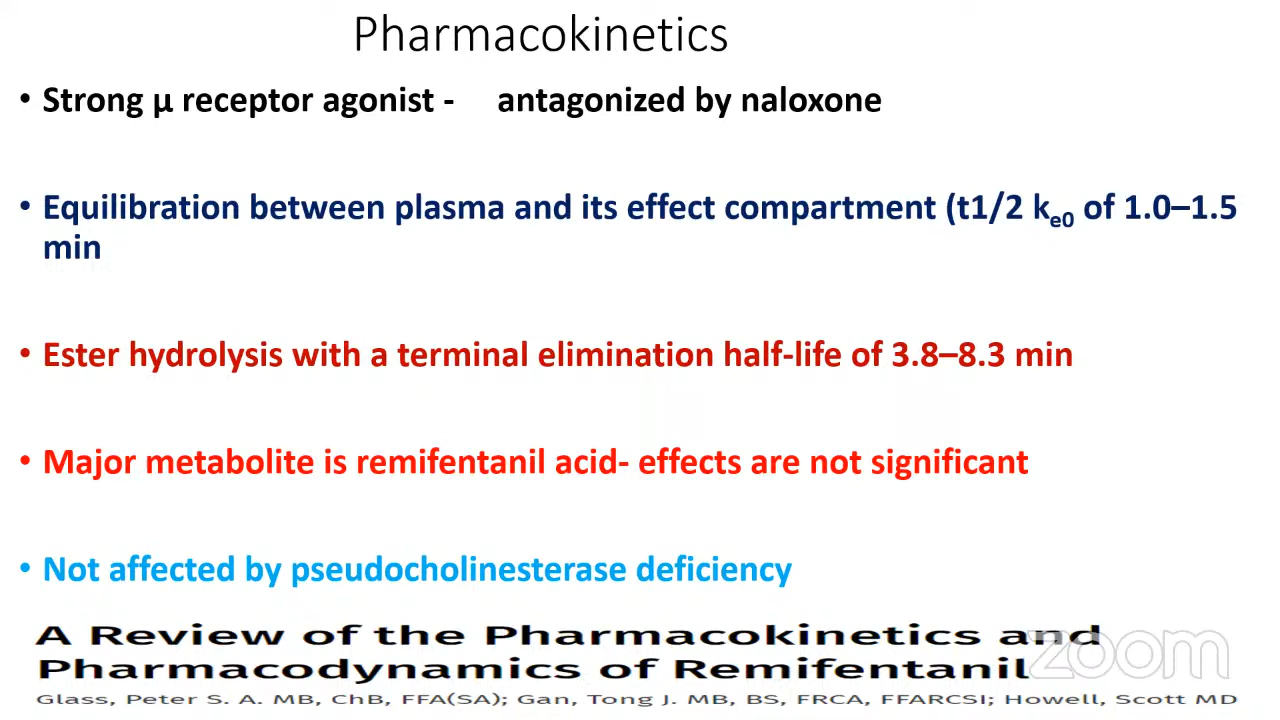 Pharmacokinetics
• Strong µ receptor agonist - antagonized by naloxone
• Equilibration between plasma and its effect compartment (t1/2 ke0 of 1.0–1.5
min
• Ester hydrolysis with a terminal elimination half-life of 3.8–8.3 min
• Major metabolite is remifentanil acid- effects are not significant
• Not affected by pseudocholinesterase deficiency
A Review of the Pharmacokinetics and
Pharmacodynamics of Remifentanil
zoom
Glass, Peter S. A. MB, ChB, FFA(SA); Gan, Tong J. MB, BS, FRCA, FFARCSI; Howell, Scott MD